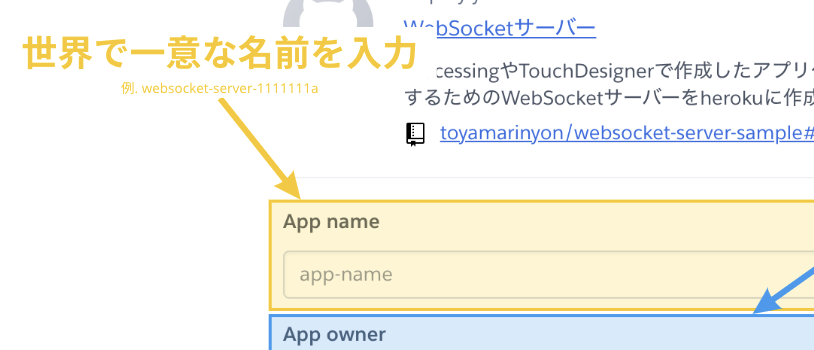 WebSocketサーバー
世界で一意な名前を入力
例. websocket-server-1111111a
cessingやTouchDesignerで作成したアプリ
するためのWebSocketサーバーをherokuに作成
toyamarinyon/websocket-server-sample#
App name
app-name
App owner